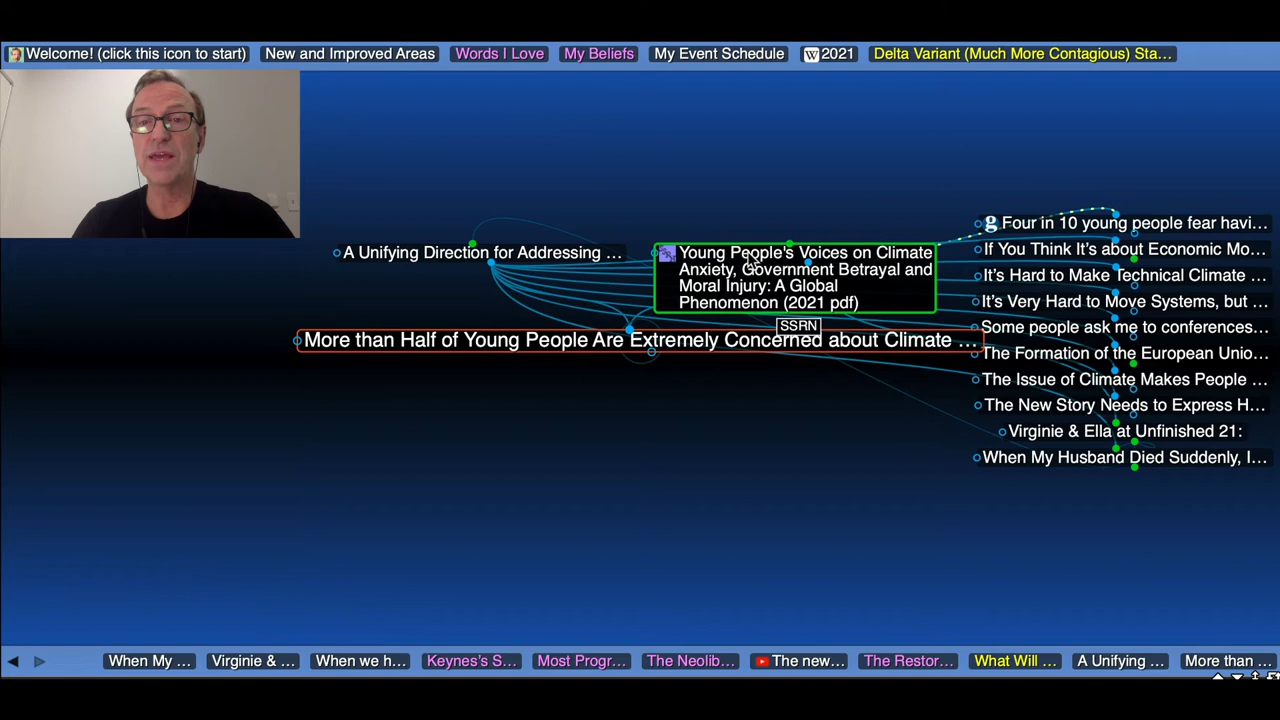 Welcome! (click this icon to start) New and Improved Areas Words I Love My Beliefs My Event Schedule W 2021 Delta Variant (Much More Contagious) Sta...
A Unifying Direction for Addressing ...
Young People's Voices on Climate
Anxiety, Government Betrayal and
Moral Injury: A Global
Phenomenon (2021 pdf)
SSRN
More than Half of Young People Are Extremely Concerned about Climate ...
g Four in 10 young people fear havi...
If You Think It's about Economic Mo...
It's Hard to Make Technical Climate ...
It's Very Hard to Move Systems, but ...
Some people ask me to conferences...
The Formation of the European Unio...
The Issue of Climate Makes People ...
The New Story Needs to Express H...
Virginie & Ella at Unfinished 21:
When My Husband Died Suddenly, I...
When My ... Virginie & ... When we h... Keynes's S... Most Progr... The Neolib... The new... The Restor... What Will ... A Unifying ... More than ...